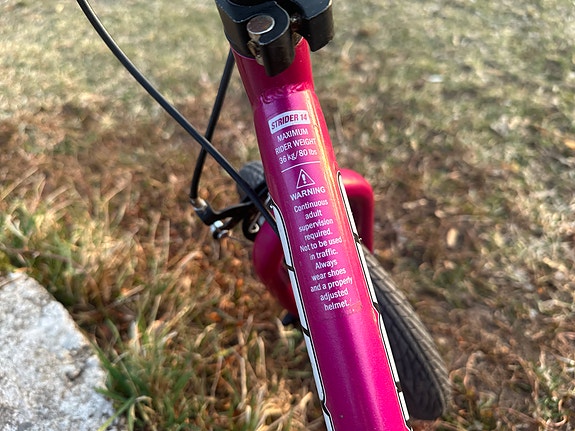 STRIDER 14
MAXIMUM
RIDER WEIGHT
36 kg/80 lbs
WARNING
Continuous
adult
supervision
required.
Not to be used
in traffic.
Always
wear shoes
and a properly
adjusted
helmet.